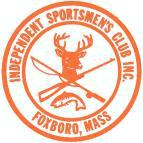 INDEPENDENT SPORTSMEN'S CLUB INC.
FOXBORO, MASS